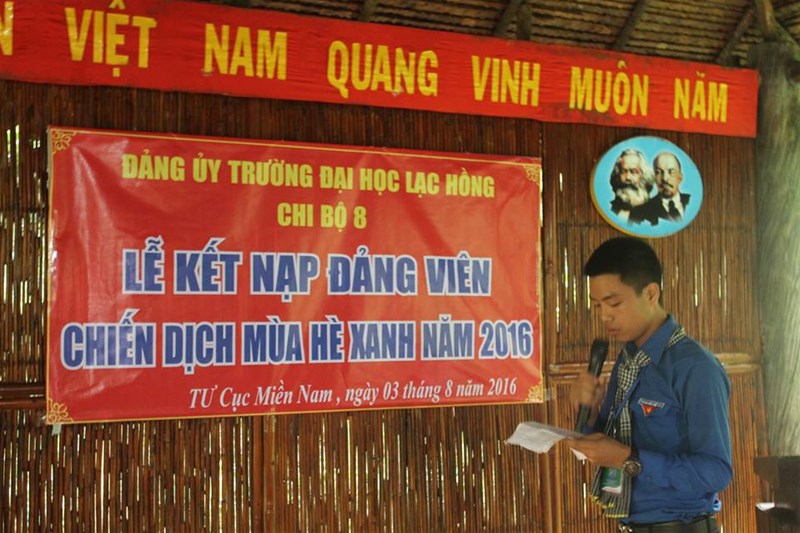 N VIỆT NAM QUANG VINH MUÔN NĂM
ĐẢNG ỦY TRƯỜNG ĐẠI HỌC LẠC HỒNG
CHI BỘ 8
LỄ KẾT NẠP ĐẢNG VIÊN
CHIẾN DỊCH MÙA HÈ XANH NĂM 2016
TƯ Cục Miền Nam , ngày 03 tháng 8 năm 2016